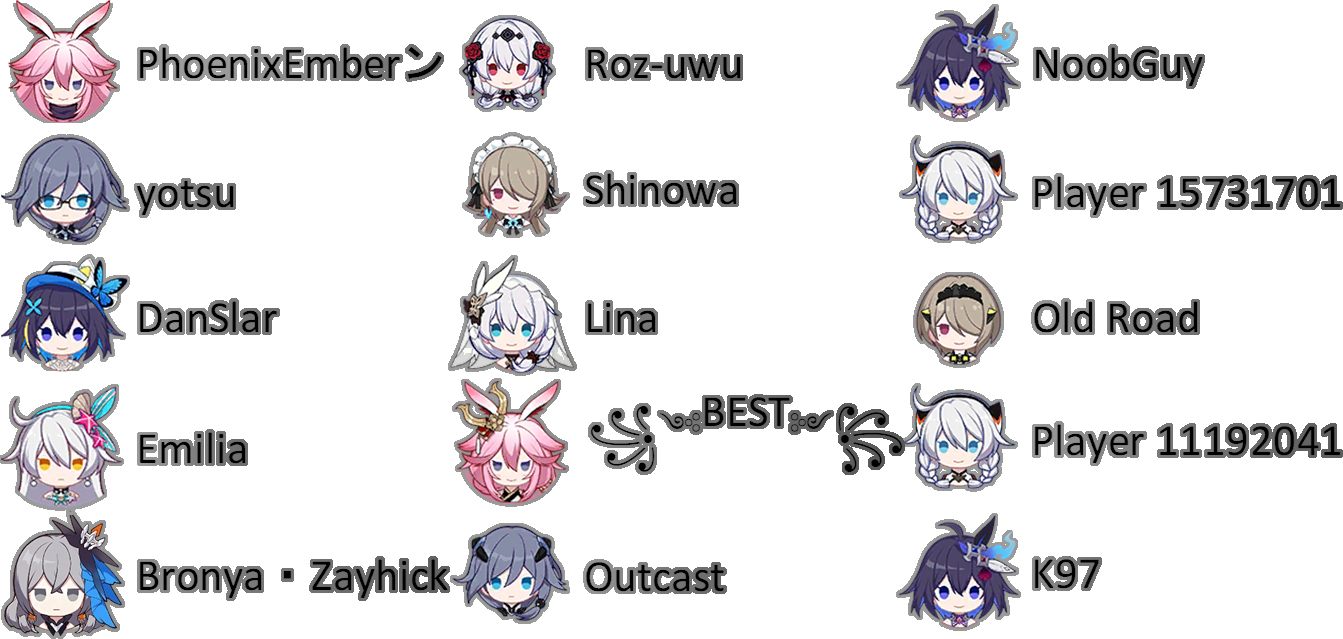 PhoenixEmberン
Roz-uwu
NoobGuy
yotsu
Shinowa
Player 15731701
DanSlar
Lina
Old Road
Emilia
꧁༺BEST༻꧂
Player 11192041
Bronya・Zayhick
Outcast
K97